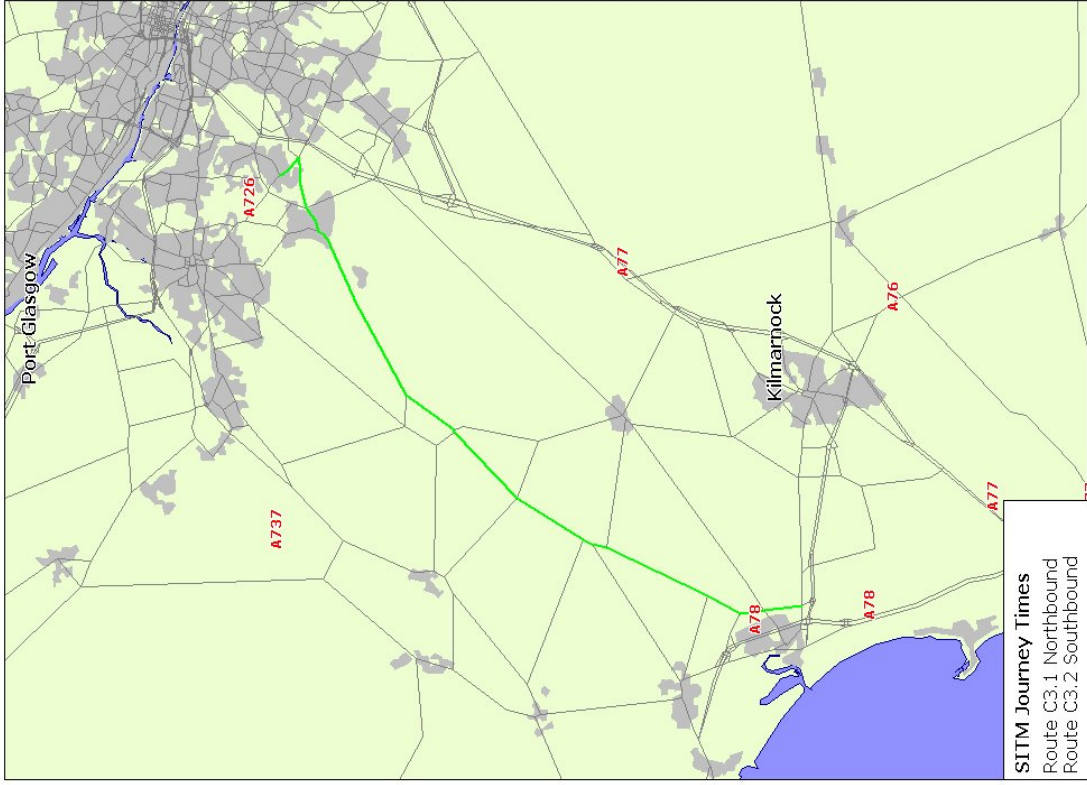 Port Glasgow
A726
A737
A77
A78
Kilmarnock
A78
A76
A77
SITM Journey Times
Route C3.1 Northbound
Route C3.2 Southbound